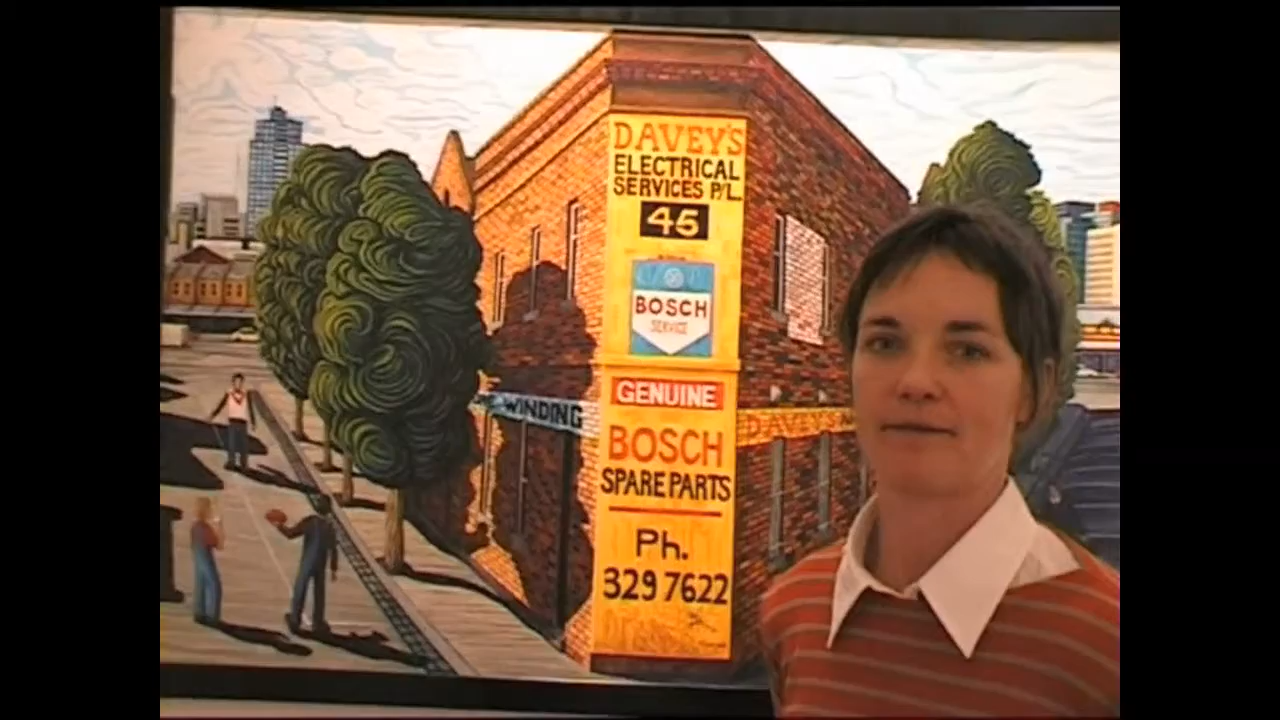 DAVEY'S
ELECTRICAL
SERVICES P/L.
45
BOSCH
SERVICE
GENUINE
BOSCH
SPARE PARTS
Ph.
329 7622
WINDING
DAVEY'S